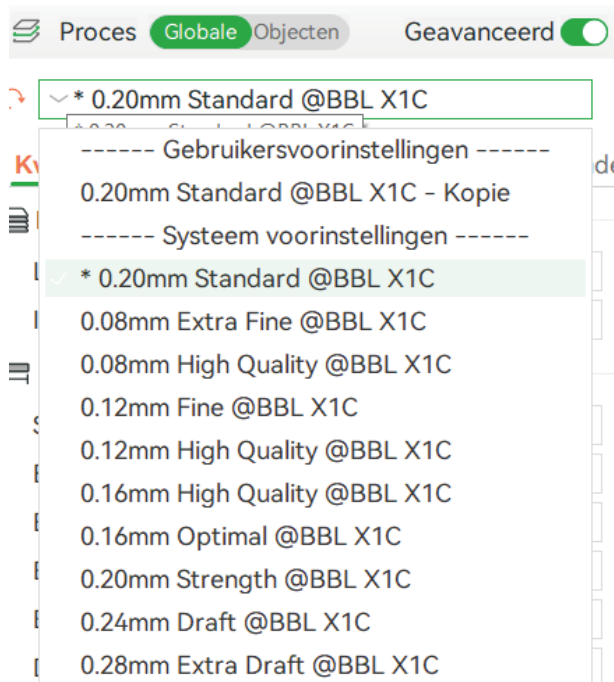 Proces Globale Objecten Geavanceerd
* 0.20mm Standard @BBL X1C
------ Gebruikersvoorinstellingen ------
0.20mm Standard @BBL X1C - Kopie
------ Systeem voorinstellingen ------
* 0.20mm Standard @BBL X1C
0.08mm Extra Fine @BBL X1C
0.08mm High Quality @BBL X1C
0.12mm Fine @BBL X1C
0.12mm High Quality @BBL X1C
0.16mm High Quality @BBL X1C
0.16mm Optimal @BBL X1C
0.20mm Strength @BBL X1C
0.24mm Draft @BBL X1C
0.28mm Extra Draft @BBL X1C